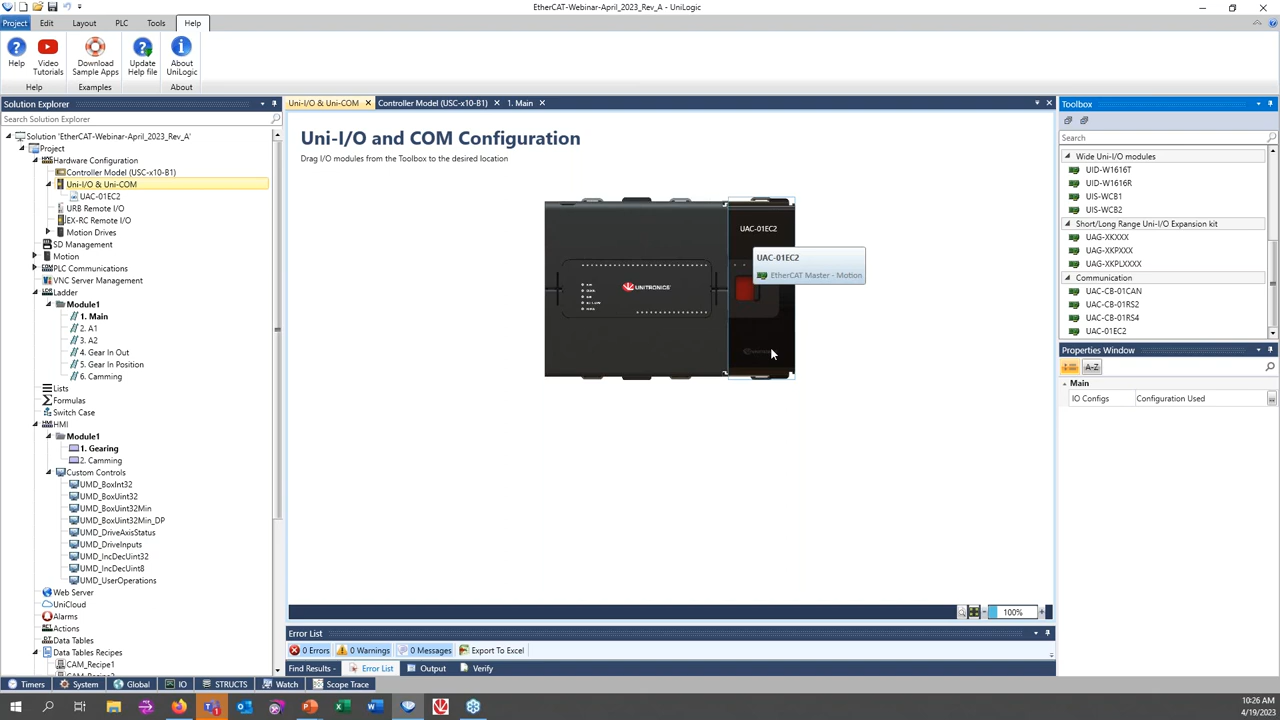 EtherCAT-Webinar-April_2023_Rev_A - UniLogic
Project Edit Layout PLC Tools Help
Help Video Tutorials Download Sample Apps Update Help file About UniLogic
Help Examples About
Solution Explorer
Search Solution Explorer
Solution 'EtherCAT-Webinar-April_2023_Rev_A'
Project
Hardware Configuration
Controller Model (USC-x10-B1)
Uni-I/O & Uni-COM
UAC-01EC2
URB Remote I/O
EX-RC Remote I/O
Motion Drives
SD Management
Motion
PLC Communications
VNC Server Management
Ladder
Module1
1. Main
2. A1
3. A2
4. Gear In Out
5. Gear In Position
6. Camming
Lists
Formulas
Switch Case
HMI
Module1
1. Gearing
2. Camming
Custom Controls
UMD_BoxInt32
UMD_BoxUint32
UMD_BoxUint32Min
UMD_BoxUint32Min_DP
UMD_DriveAxisStatus
UMD_DriveInputs
UMD_IncDecUint32
UMD_IncDecUint8
UMD_UserOperations
Web Server
UniCloud
Alarms
Actions
Data Tables
Data Tables Recipes
CAM_Recipe1
Uni-I/O & Uni-COM Controller Model (USC-x10-B1) 1. Main
Uni-I/O and COM Configuration
Drag I/O modules from the Toolbox to the desired location
UNITRONICS
UAC-01EC2
UAC-01EC2
EtherCAT Master - Motion
100%
Error List
0 Errors 0 Warnings 0 Messages Export To Excel
Find Results - Error List Output Verify
Toolbox
Search
Wide Uni-I/O modules
UID-W1616T
UID-W1616R
UIS-WCB1
UIS-WCB2
Short/Long Range Uni-I/O Expansion kit
UAG-XKXXX
UAG-XKPXXX
UAG-XKPLXXXX
Communication
UAC-CB-01CAN
UAC-CB-01RS2
UAC-CB-01RS4
UAC-01EC2
Properties Window
A-Z
Main
IO Configs Configuration Used
Timers System Global IO STRUCTS Watch Scope Trace
10:26 AM
4/19/2023